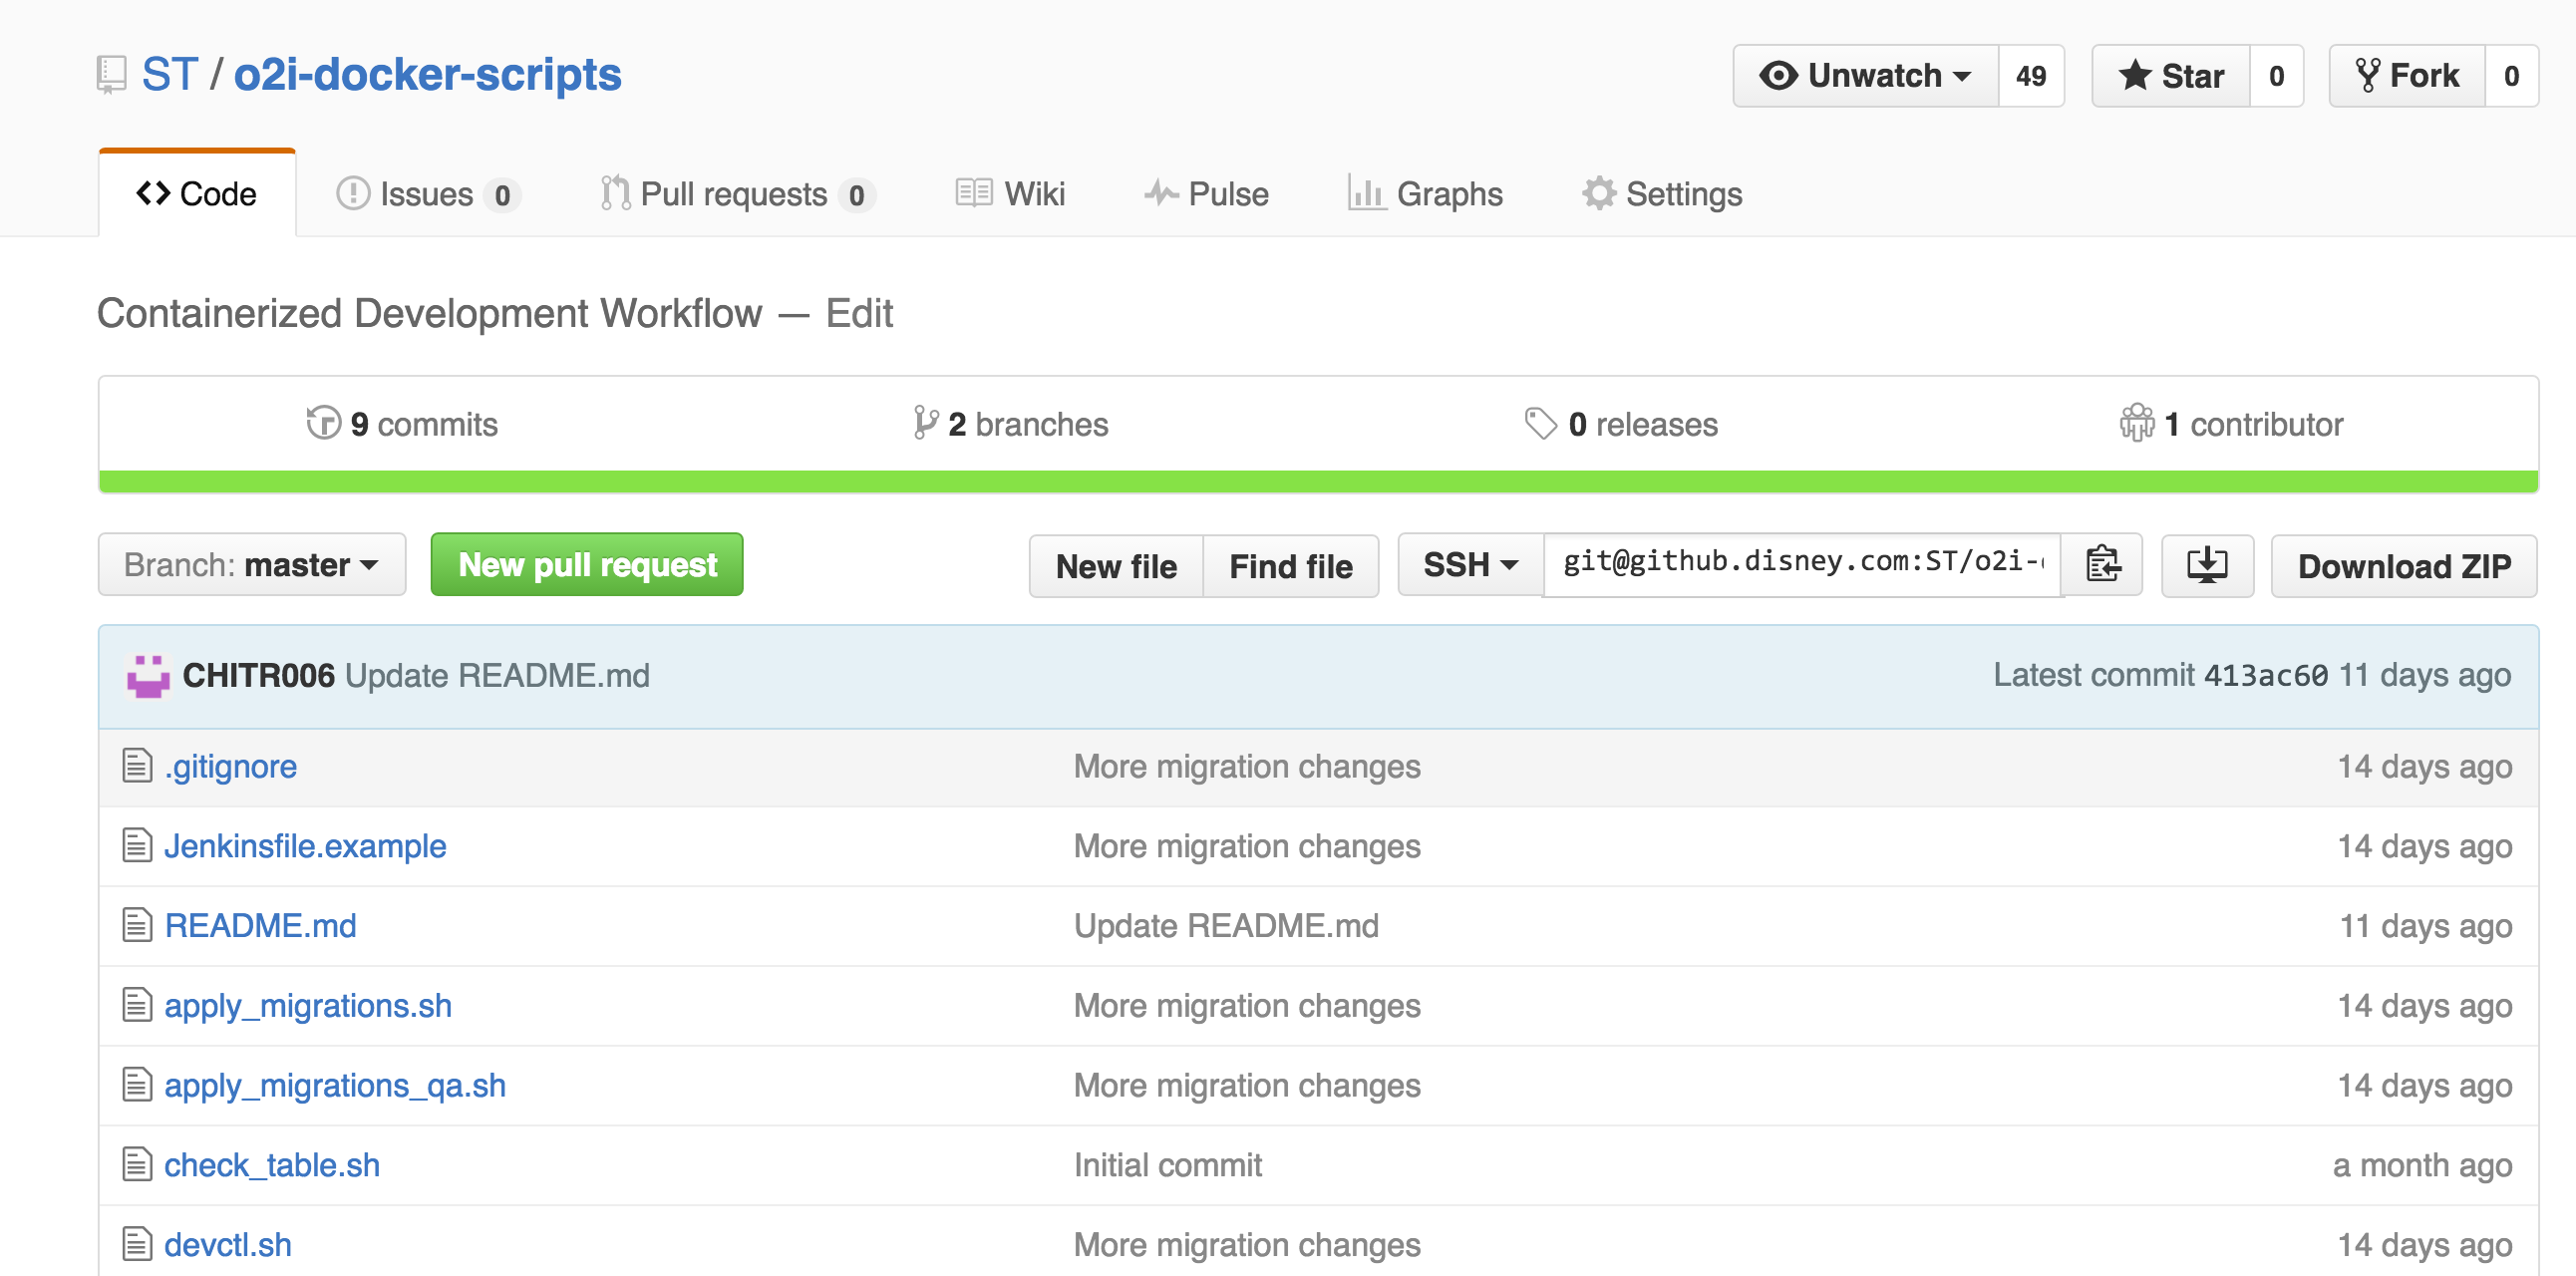 ST / o2i-docker-scripts Unwatch 49 Star 0 Fork 0
Code Issues 0 Pull requests 0 Wiki Pulse Graphs Settings
Containerized Development Workflow — Edit
9 commits 2 branches 0 releases 1 contributor
Branch: master New pull request New file Find file SSH git@github.disney.com:ST/o2i- Download ZIP
CHITR006 Update README.md Latest commit 413ac60 11 days ago
.gitignore More migration changes 14 days ago
Jenkinsfile.example More migration changes 14 days ago
README.md Update README.md 11 days ago
apply_migrations.sh More migration changes 14 days ago
apply_migrations_qa.sh More migration changes 14 days ago
check_table.sh Initial commit a month ago
devctl.sh More migration changes 14 days ago